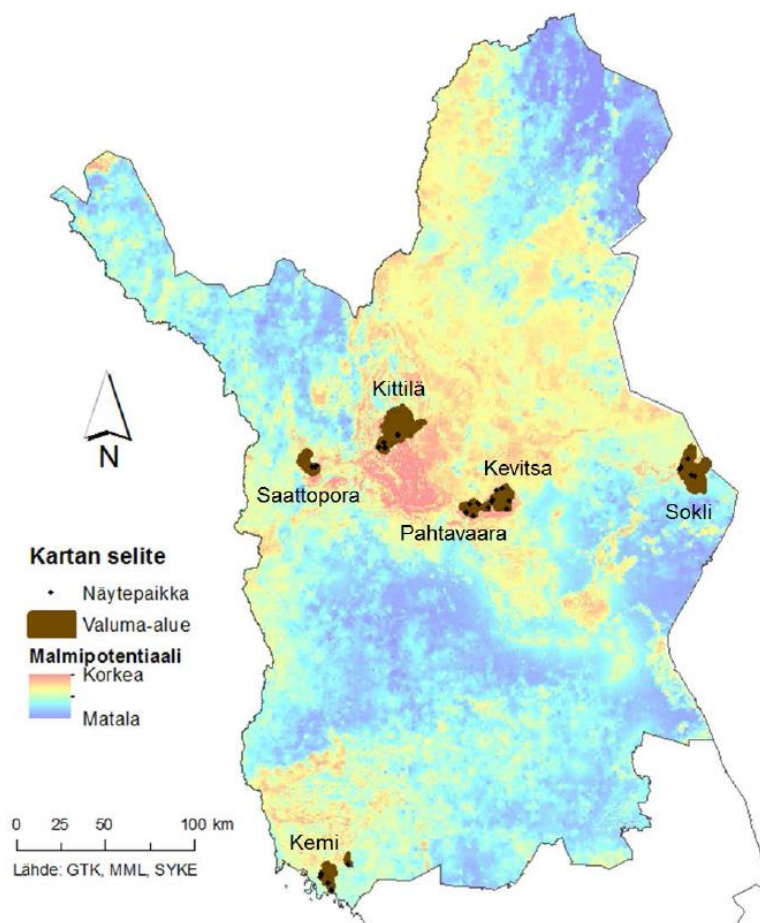 Kittilä
Kevitsa
Saattopora
Pahtavaara
Sokli
N
Kartan selite
Näytepaikka
Valuma-alue
Malmipotentiaali
Korkea
Matala
0 25 50 100 km
Kemi
Lähde: GTK, MML, SYKE